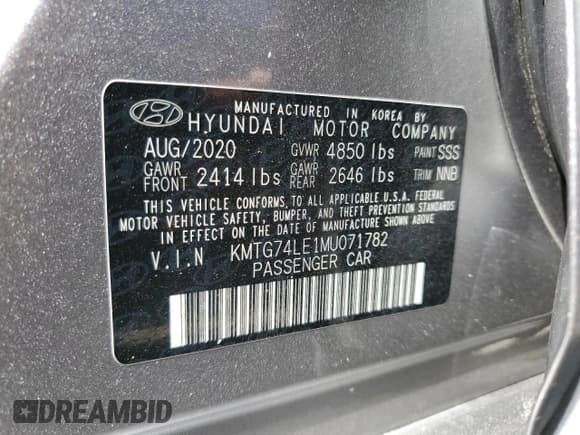 MANUFACTURED IN KOREA BY
HYUNDAI MOTOR COMPANY
AUG/2020 GVWR 4850 lbs PAINT SSS
GAWR FRONT 2414 lbs GAWR REAR 2646 lbs TRIM NNB
THIS VEHICLE CONFORMS TO ALL APPLICABLE U.S.A. FEDERAL
MOTOR VEHICLE SAFETY, BUMPER, AND THEFT PREVENTION STANDARDS
IN EFFECT ON THE DATE OF MANUFACTURE SHOWN ABOVE.
V.I.N KMTG74LE1MU071782
PASSENGER CAR
DREAMBID